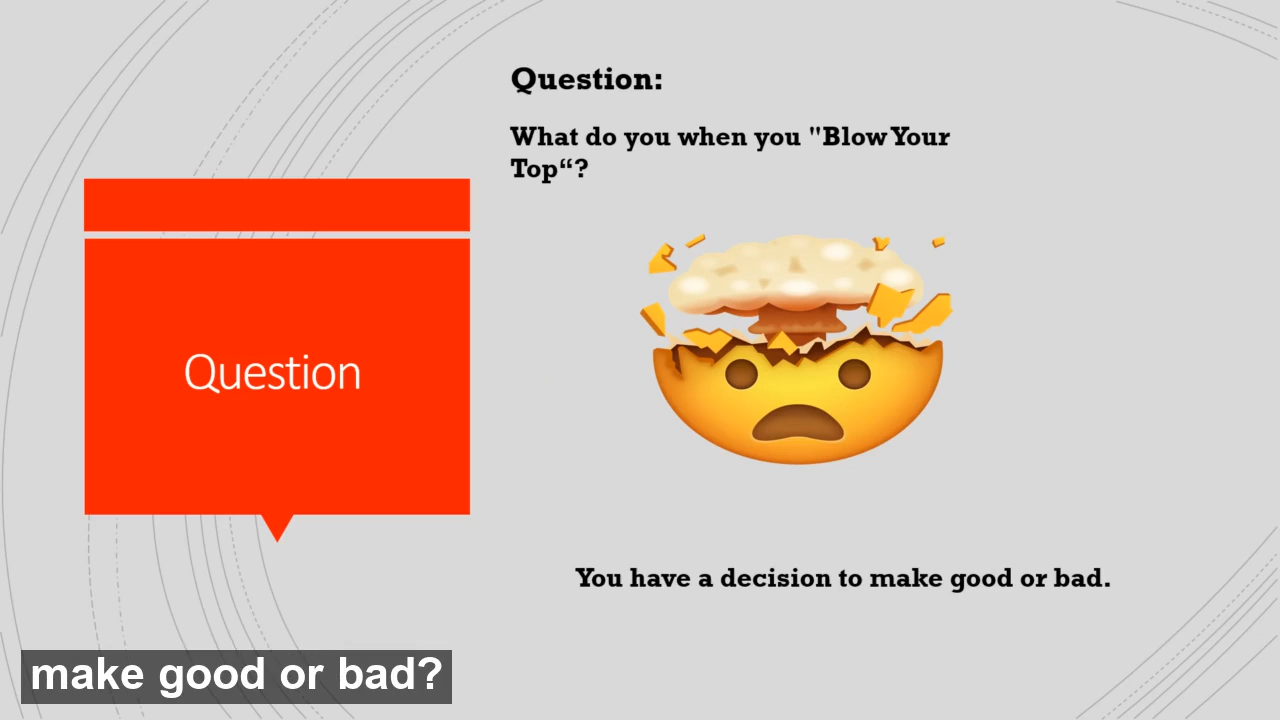 Question:
What do you when you "Blow Your
Top“?
Question
You have a decision to make good or bad.
make good or bad?